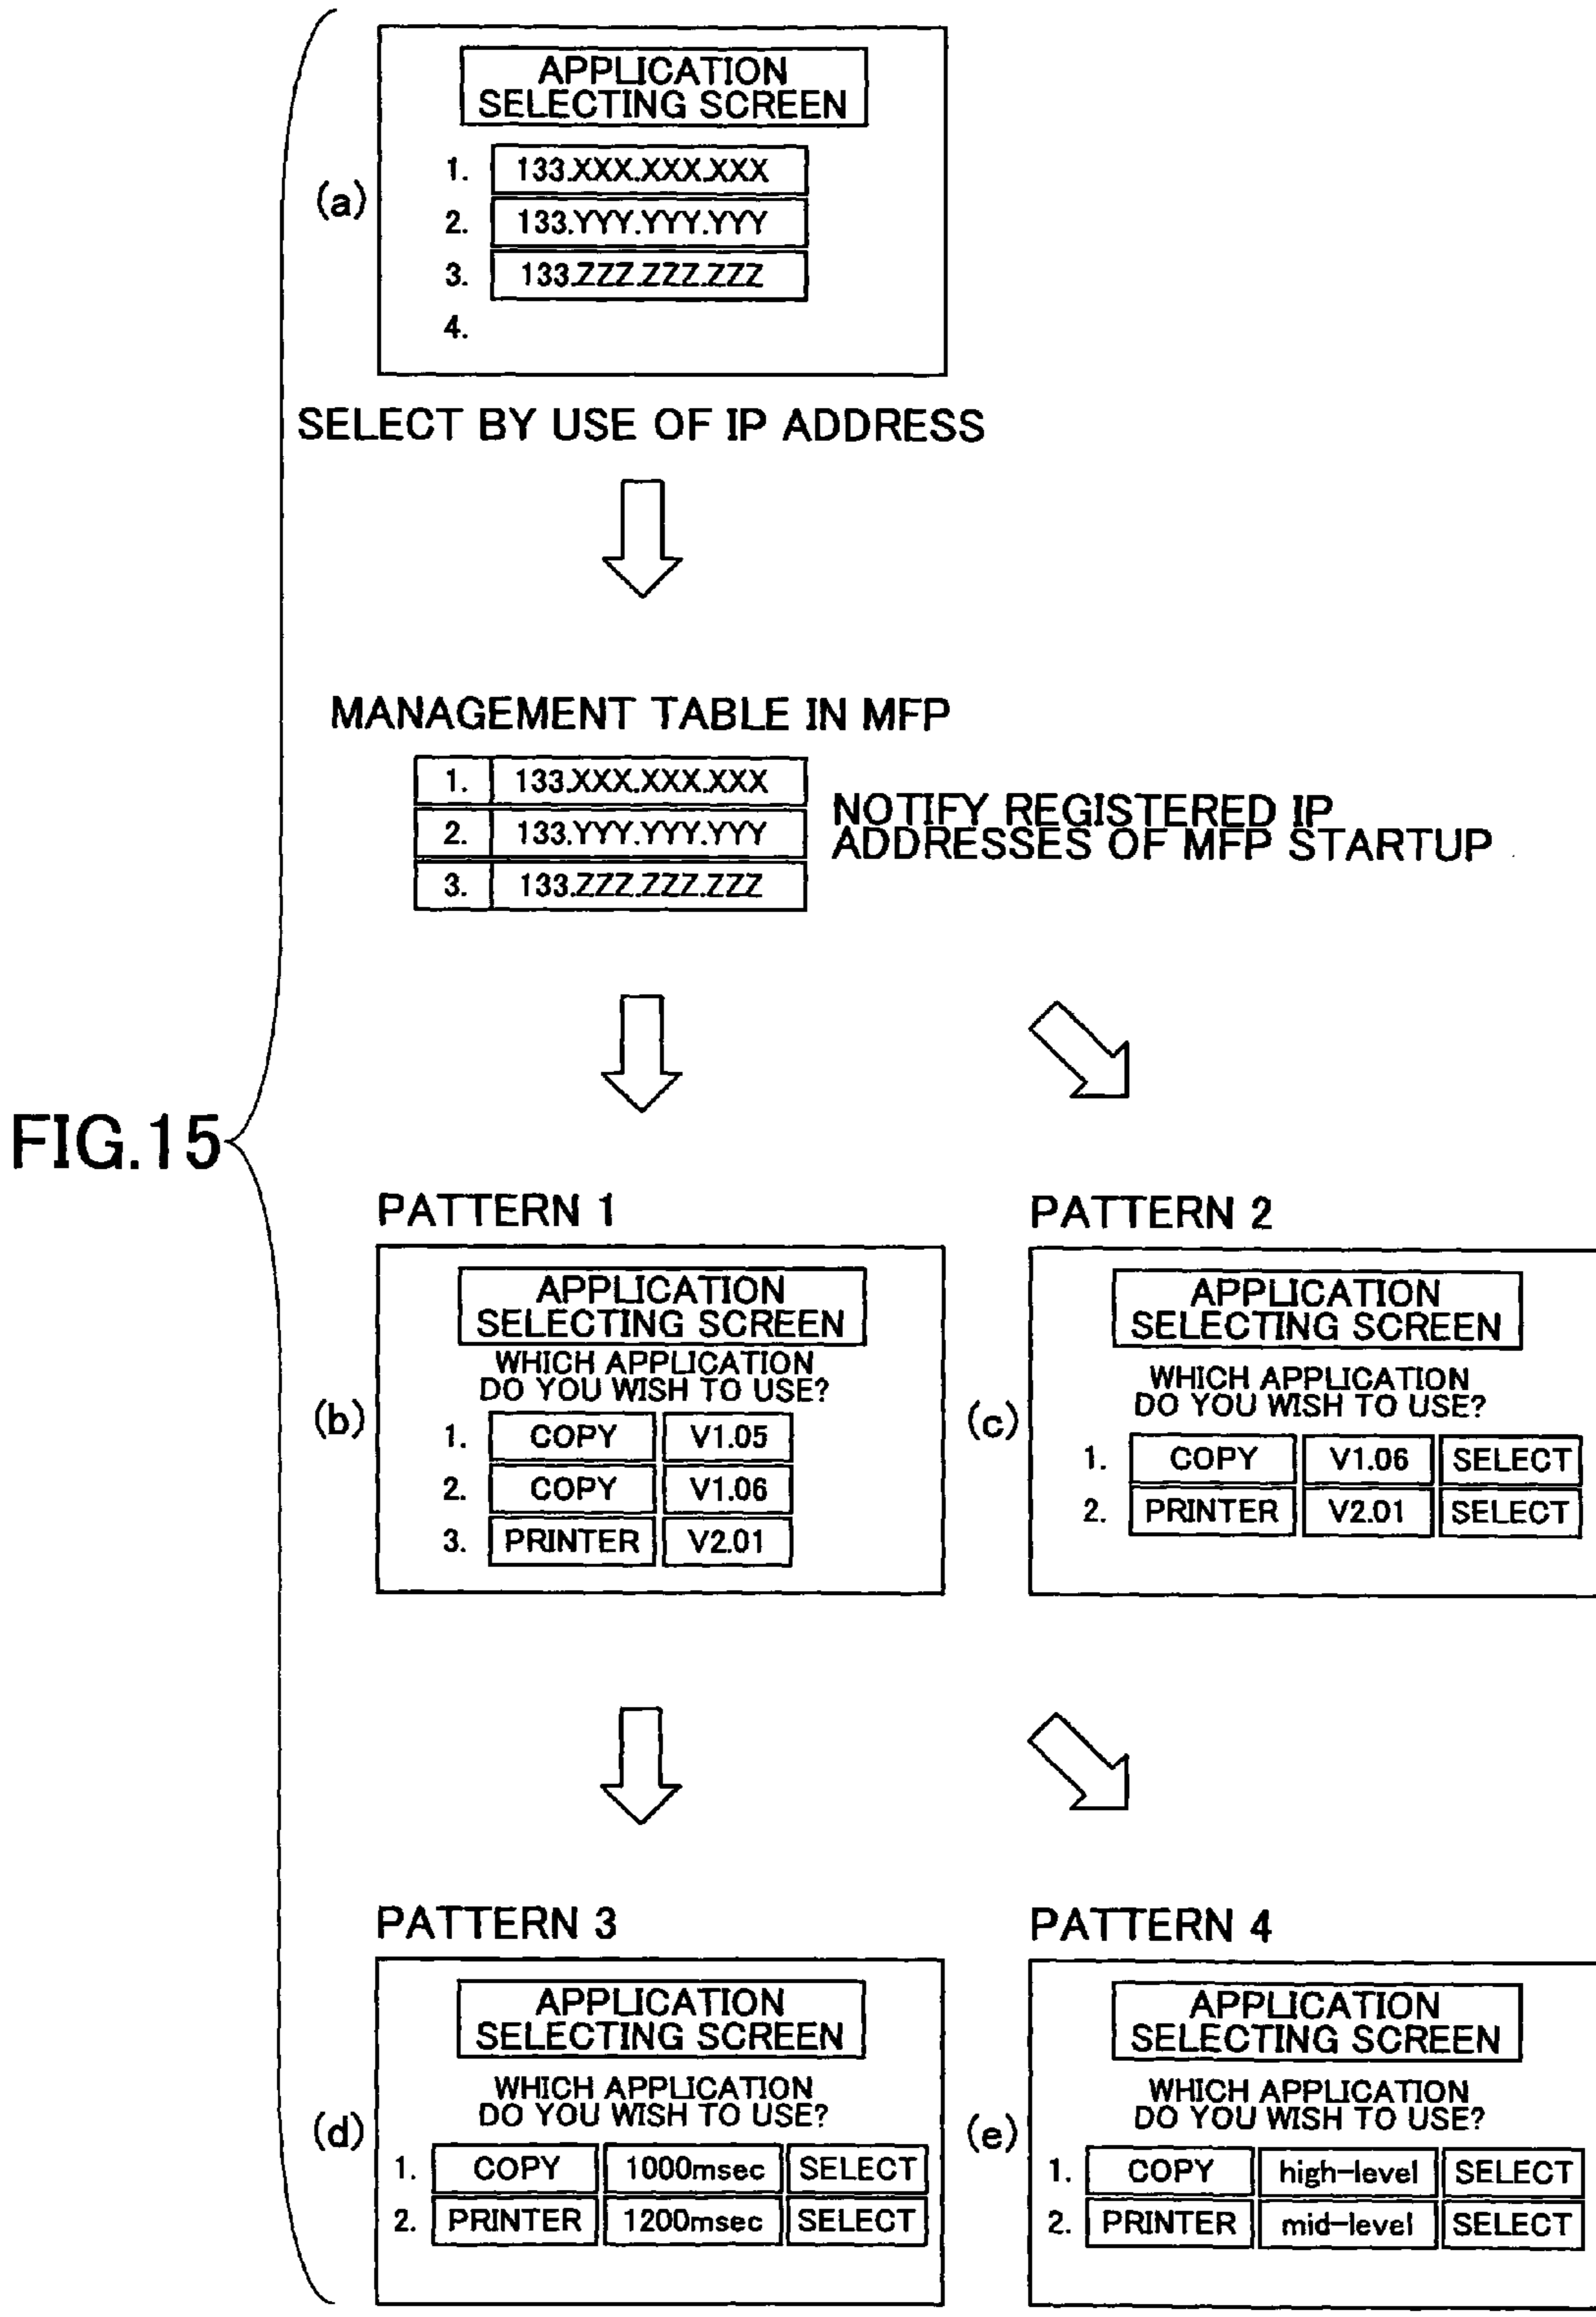 FIG.15
(a)
APPLICATION
SELECTING SCREEN
1. 133.XXX.XXX.XXX
2. 133.YYY.YYY.YYY
3. 133.ZZZ.ZZZ.ZZZ
4.
SELECT BY USE OF IP ADDRESS
MANAGEMENT TABLE IN MFP
1. 133.XXX.XXX.XXX
2. 133.YYY.YYY.YYY
3. 133.ZZZ.ZZZ.ZZZ
NOTIFY REGISTERED IP
ADDRESSES OF MFP STARTUP
PATTERN 1
(b)
APPLICATION
SELECTING SCREEN
WHICH APPLICATION
DO YOU WISH TO USE?
1. COPY V1.05
2. COPY V1.06
3. PRINTER V2.01
PATTERN 2
(c)
APPLICATION
SELECTING SCREEN
WHICH APPLICATION
DO YOU WISH TO USE?
1. COPY V1.06 SELECT
2. PRINTER V2.01 SELECT
PATTERN 3
(d)
APPLICATION
SELECTING SCREEN
WHICH APPLICATION
DO YOU WISH TO USE?
1. COPY 1000msec SELECT
2. PRINTER 1200msec SELECT
PATTERN 4
(e)
APPLICATION
SELECTING SCREEN
WHICH APPLICATION
DO YOU WISH TO USE?
1. COPY high-level SELECT
2. PRINTER mid-level SELECT